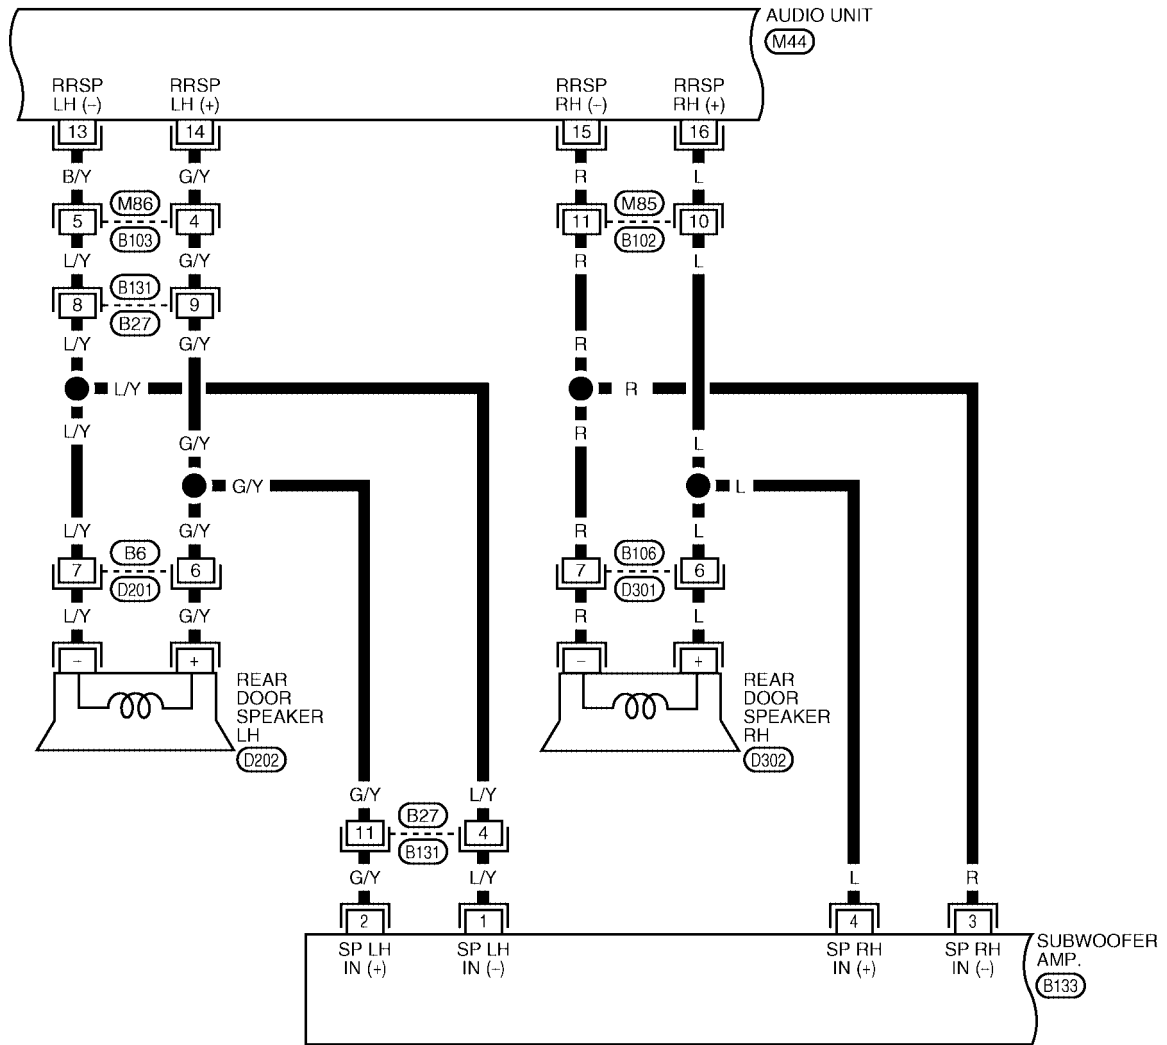 AUDIO UNIT
M44
RRSP LH (–)
RRSP LH (+)
RRSP RH (–)
RRSP RH (+)
13 14 15 16
B/Y G/Y R L
M86 M85
5 4 11 10
B103 B102
L/Y G/Y R L
B131
8 9
B27
L/Y G/Y R
L/Y R
L/Y G/Y R L
G/Y L
L/Y G/Y R L
B6 B106
7 6 7 6
D201 D301
L/Y G/Y R L
– + – +
REAR DOOR SPEAKER LH
D202
REAR DOOR SPEAKER RH
D302
G/Y L/Y
B27
11 4
B131
G/Y L/Y L R
2 1 4 3
SP LH IN (+)
SP LH IN (–)
SP RH IN (+)
SP RH IN (–)
SUBWOOFER AMP.
B133